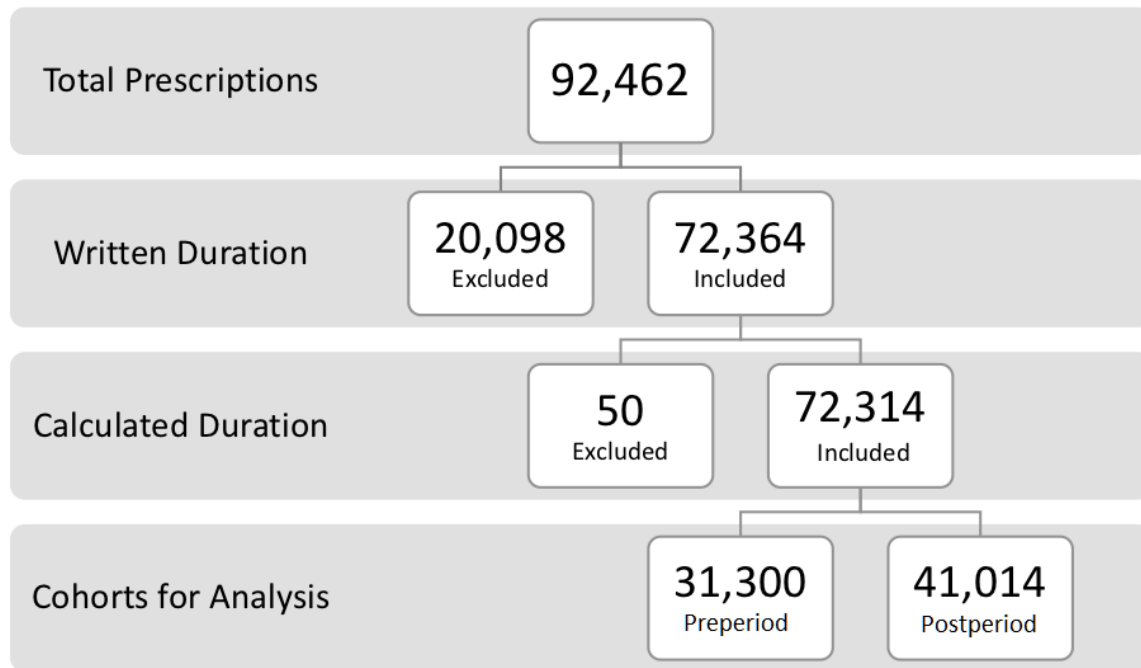 Total Prescriptions
92,462
Written Duration
20,098
Excluded
72,364
Included
Calculated Duration
50
Excluded
72,314
Included
Cohorts for Analysis
31,300
Preperiod
41,014
Postperiod